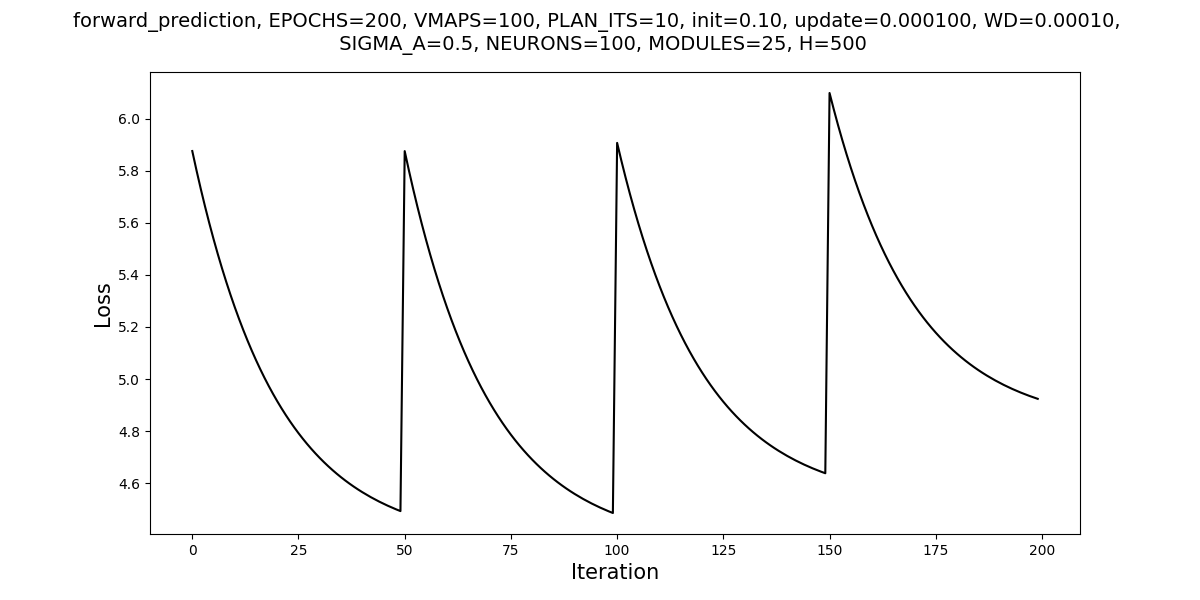 forward_prediction, EPOCHS=200, VMAPS=100, PLAN_ITS=10, init=0.10, update=0.000100, WD=0.00010,
SIGMA_A=0.5, NEURONS=100, MODULES=25, H=500
6.0
5.8
5.6
5.4
5.2
5.0
4.8
4.6
Loss
0 25 50 75 100 125 150 175 200
Iteration